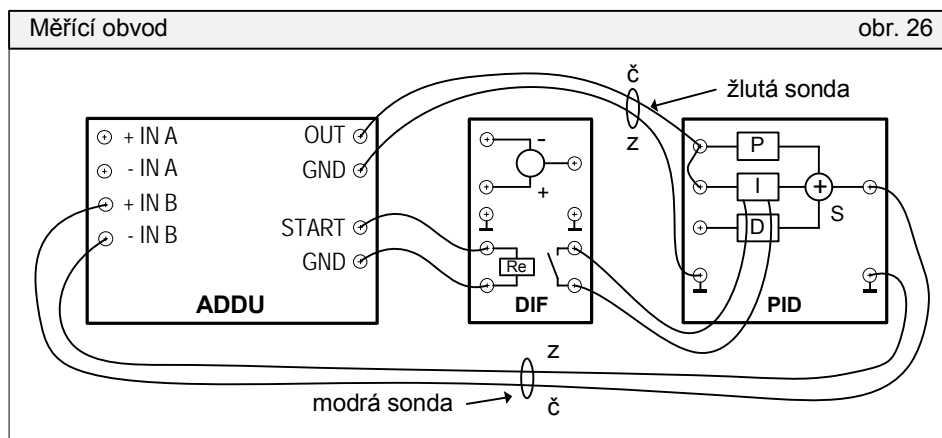 Měřící obvod obr. 26
č
žlutá sonda
z
+ IN A
- IN A
+ IN B
- IN B
OUT
GND
START
GND
ADDU
-
+
Re
DIF
P
I
D
+
S
PID
z
modrá sonda
č